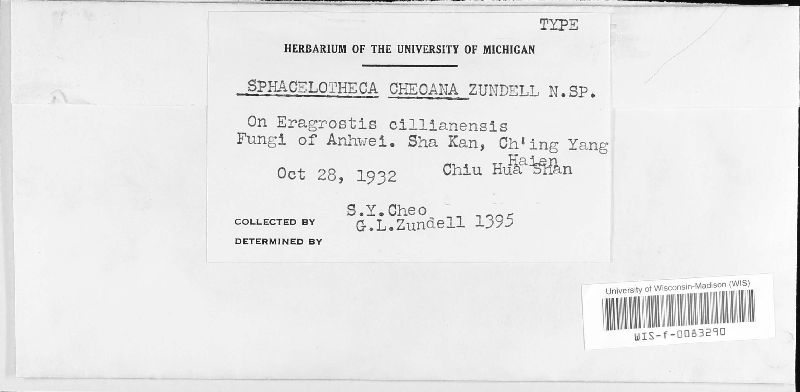 TYPE
HERBARIUM OF THE UNIVERSITY OF MICHIGAN
SPHACELOTHECA CHEOANA ZUNDELL N.SP.
On Eragrostis cillianensis
Fungi of Anhwei. Sha Kan, Ch'ing Yang
Hsien
Oct 28, 1932 Chiu Hua Shan
S.Y.Cheo
COLLECTED BY
G.L.Zundell 1395
DETERMINED BY
University of Wisconsin-Madison (WIS)
WIS-f-0083290